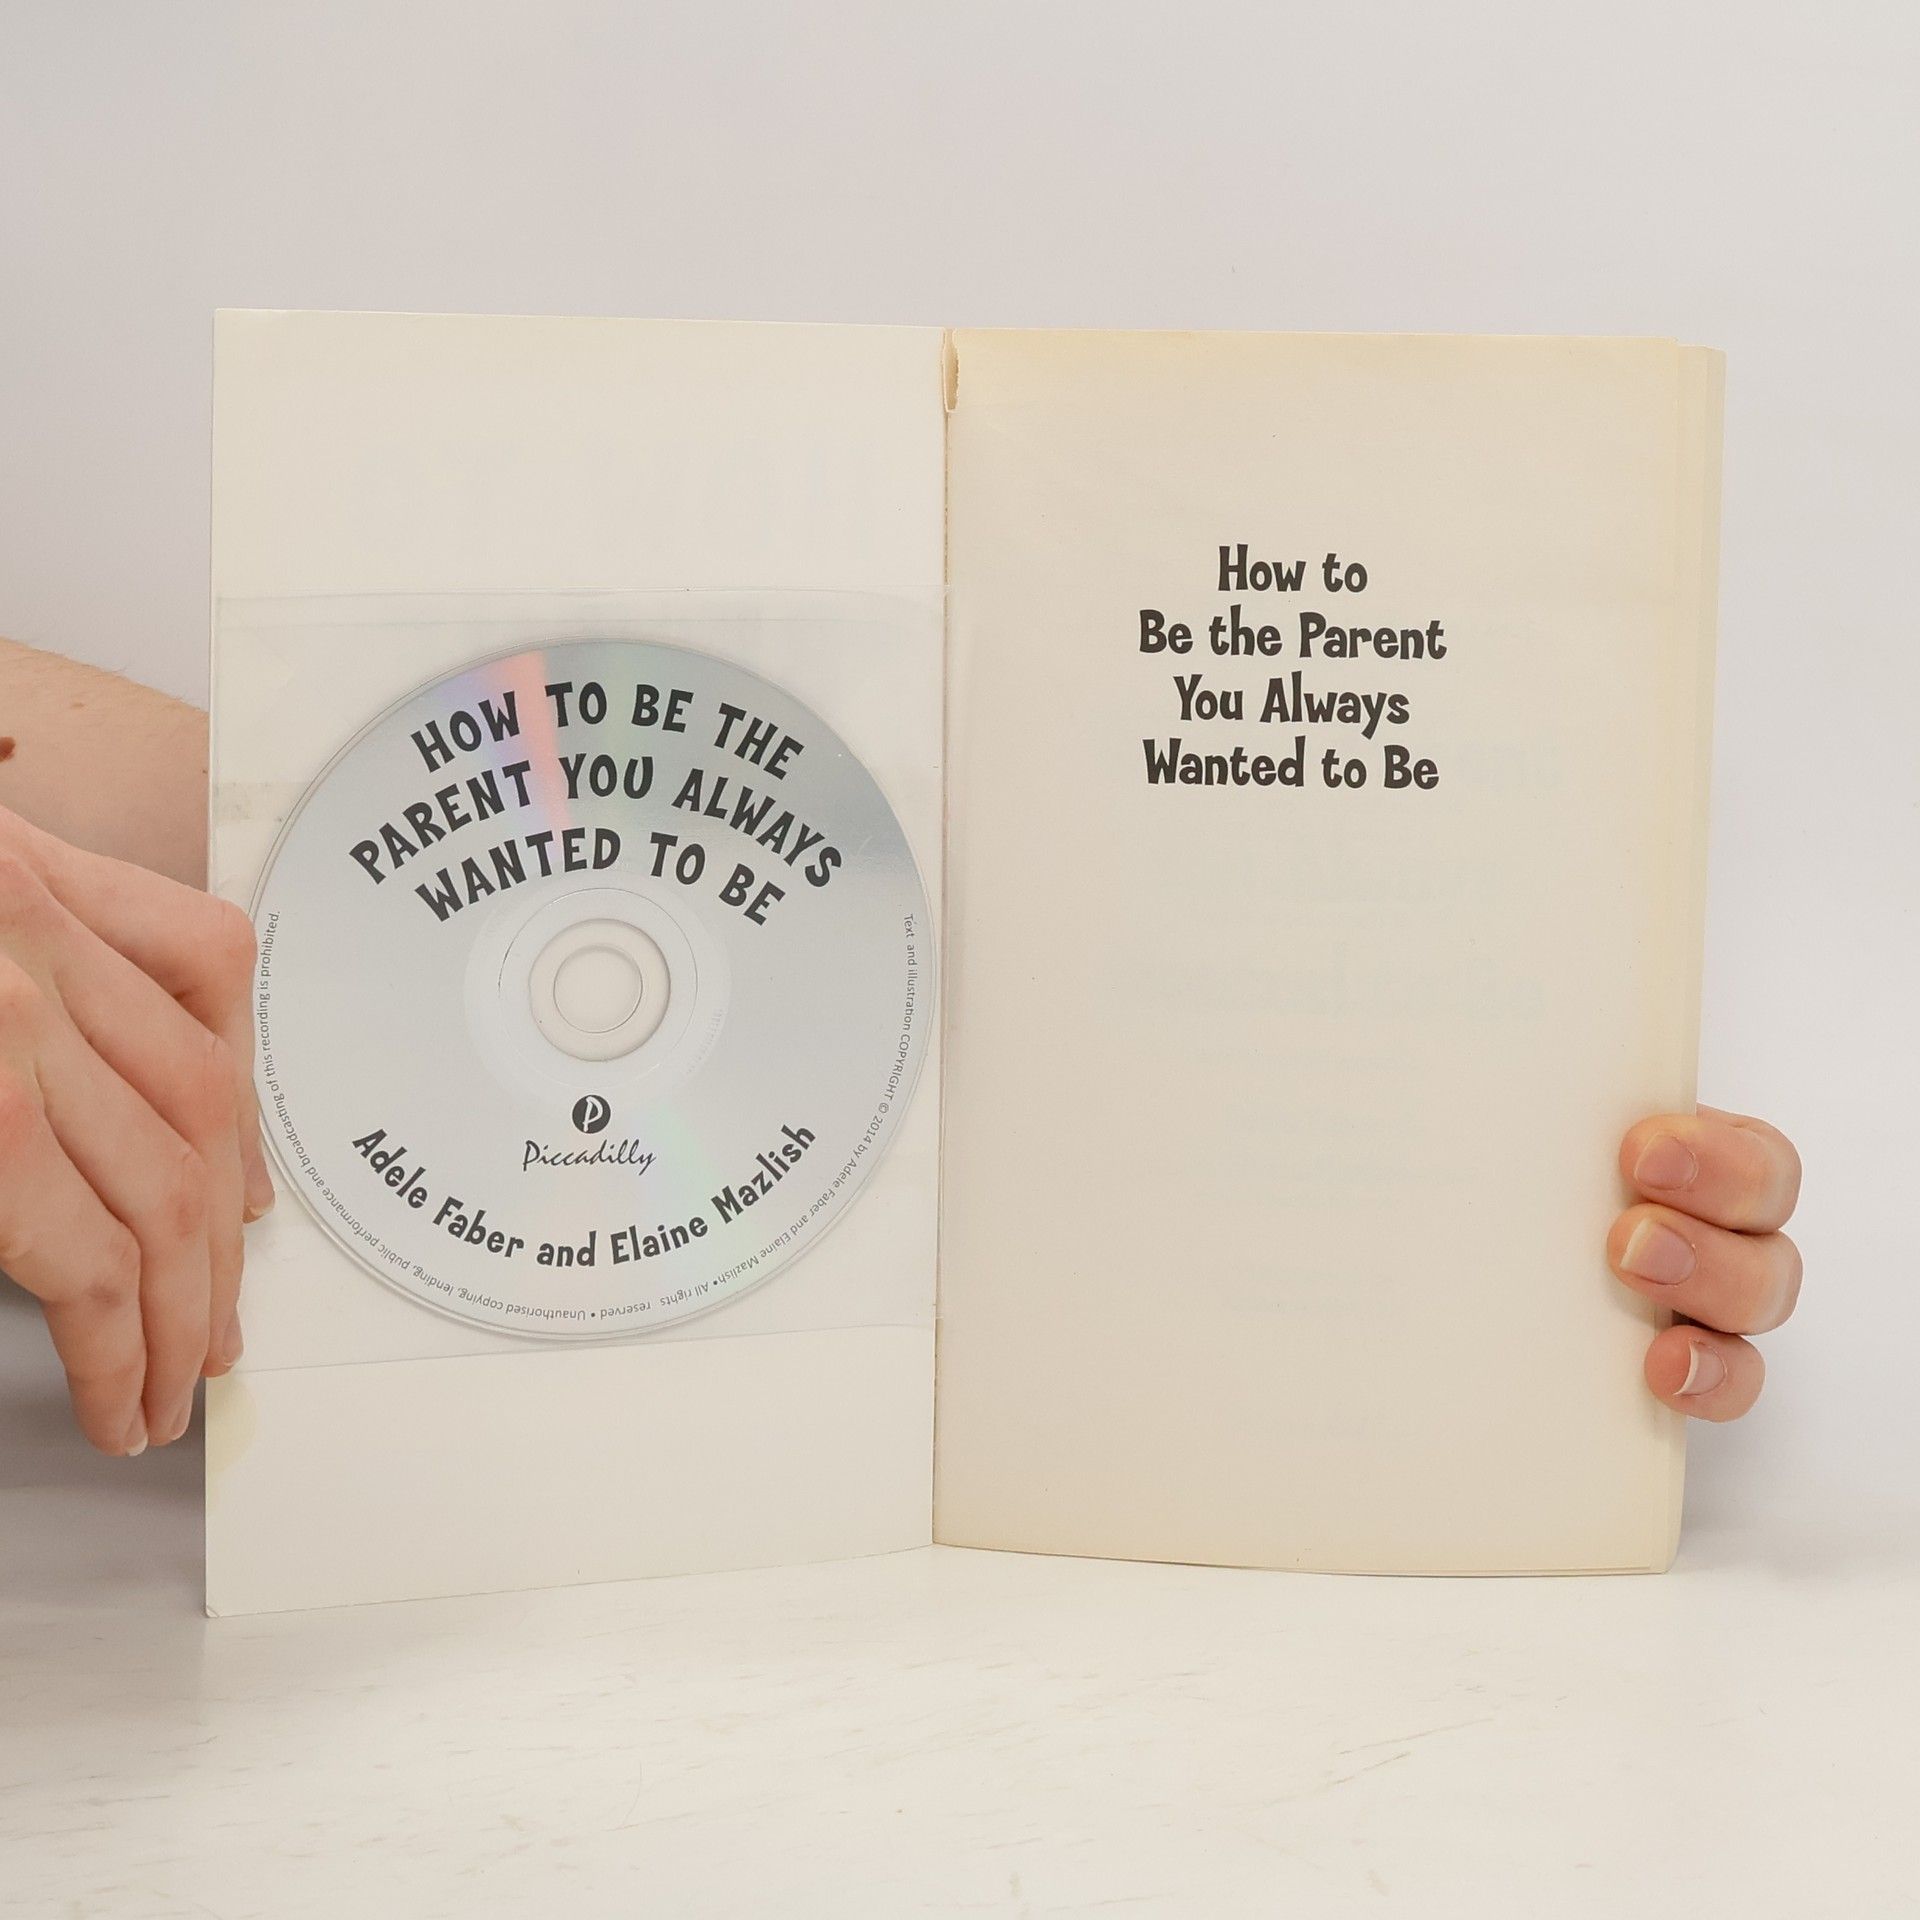 HOW TO BE THE
PARENT YOU ALWAYS
WANTED TO BE
P
Piccadilly
Adele Faber and Elaine Mazlish
Text and illustration COPYRIGHT © 2014 by Adele Faber and Elaine Mazlish • All rights reserved • Unauthorised copying, lending, public performance and broadcasting of this recording is prohibited.
How to
Be the Parent
You Always
Wanted to Be